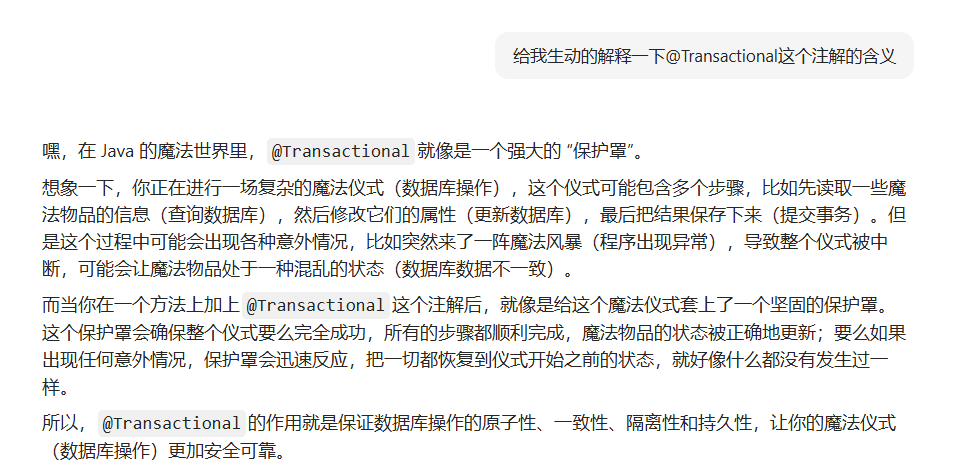 给我生动的解释一下@Transactional这个注解的含义
嘿，在 Java 的魔法世界里，@Transactional 就像是一个强大的 “保护罩”。
想象一下，你正在进行一场复杂的魔法仪式（数据库操作），这个仪式可能包含多个步骤，比如先读取一些魔
法物品的信息（查询数据库），然后修改它们的属性（更新数据库），最后把结果保存下来（提交事务）。但
是这个过程中可能会出现各种意外情况，比如突然来了一阵魔法风暴（程序出现异常），导致整个仪式被中
断，可能会让魔法物品处于一种混乱的状态（数据库数据不一致）。
而当你在一个方法上加上 @Transactional 这个注解后，就像是给这个魔法仪式套上了一个坚固的保护罩。
这个保护罩会确保整个仪式要么完全成功，所有的步骤都顺利完成，魔法物品的状态被正确地更新；要么如果
出现任何意外情况，保护罩会迅速反应，把一切都恢复到仪式开始之前的状态，就好像什么都没有发生过一
样。
所以，@Transactional 的作用就是保证数据库操作的原子性、一致性、隔离性和持久性，让你的魔法仪式
（数据库操作）更加安全可靠。